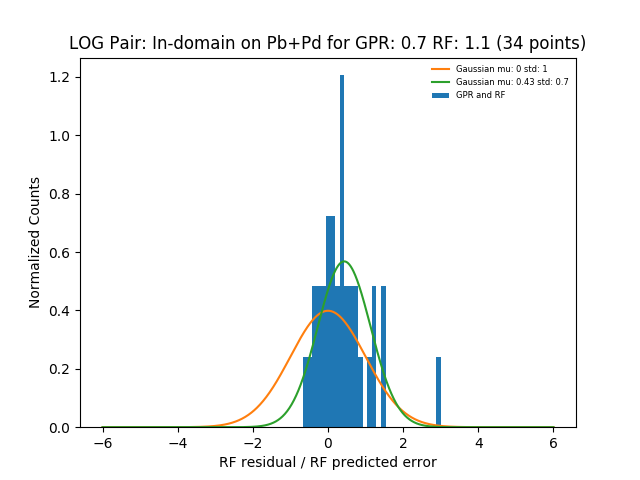 LOG Pair: In-domain on Pb+Pd for GPR: 0.7 RF: 1.1 (34 points)
Gaussian mu: 0 std: 1
Gaussian mu: 0.43 std: 0.7
GPR and RF
Normalized Counts
1.2
1.0
0.8
0.6
0.4
0.2
0.0
−6 −4 −2 0 2 4 6
RF residual / RF predicted error